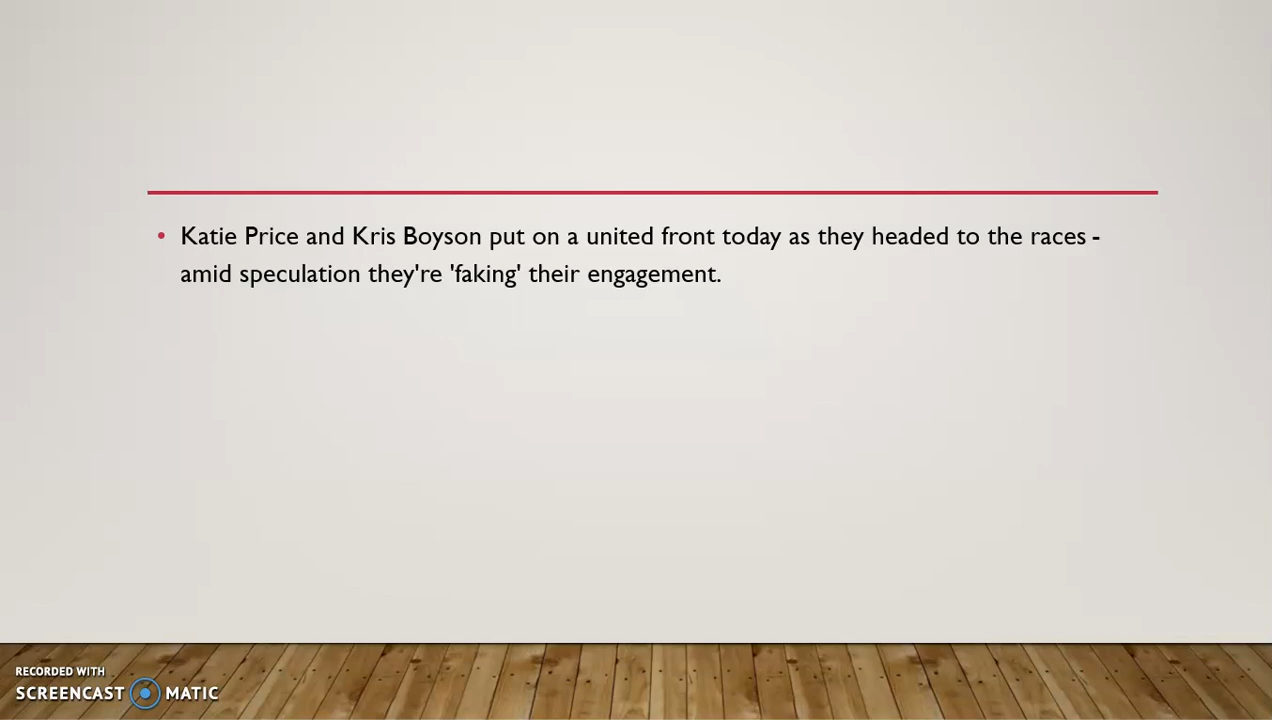 • Katie Price and Kris Boyson put on a united front today as they headed to the races -
amid speculation they're 'faking' their engagement.
RECORDED WITH
SCREENCAST MATIC